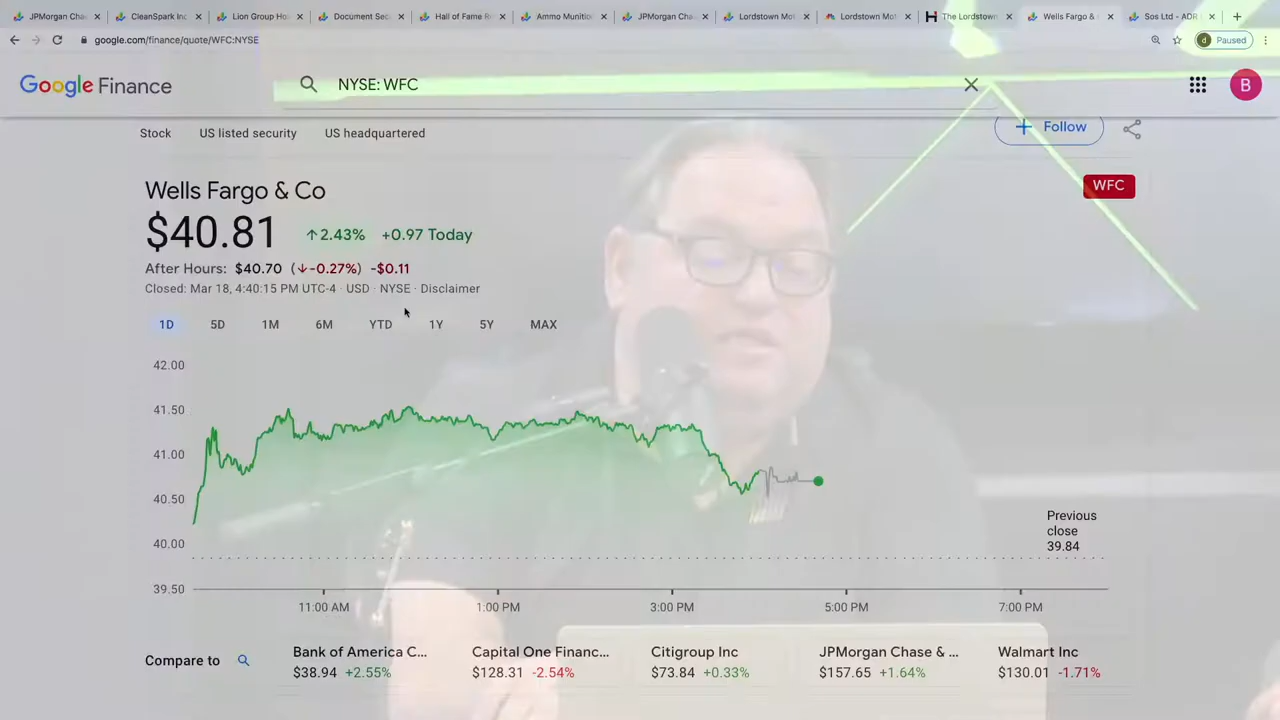 JPMorgan Cha
CleanSpark Inc
Lion Group Ho
Document Sec
Hall of Fame R
Ammo Munitio
JPMorgan Cha
Lordstown Mot
Lordstown Mot
The Lordstown
Wells Fargo &
Sos Ltd - ADR
google.com/finance/quote/WFC:NYSE
d Paused
Google Finance
NYSE: WFC
B
Stock US listed security US headquartered
Follow
Wells Fargo & Co
WFC
$40.81 ↑2.43% +0.97 Today
After Hours: $40.70 (↓-0.27%) -$0.11
Closed: Mar 18, 4:40:15 PM UTC-4 · USD · NYSE · Disclaimer
1D 5D 1M 6M YTD 1Y 5Y MAX
42.00
41.50
41.00
40.50
40.00
39.50
Previous
close
39.84
11:00 AM 1:00 PM 3:00 PM 5:00 PM 7:00 PM
Compare to
Bank of America C...
$38.94 +2.55%
Capital One Financ...
$128.31 -2.54%
Citigroup Inc
$73.84 +0.33%
JPMorgan Chase & ...
$157.65 +1.64%
Walmart Inc
$130.01 -1.71%